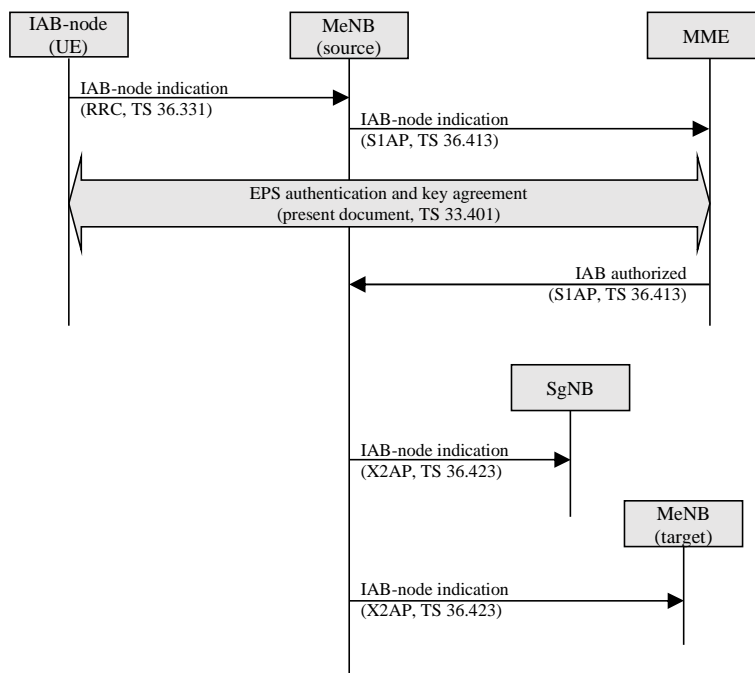 IAB-node
(UE)
MeNB
(source)
MME
IAB-node indication
(RRC, TS 36.331)
IAB-node indication
(S1AP, TS 36.413)
EPS authentication and key agreement
(present document, TS 33.401)
IAB authorized
(S1AP, TS 36.413)
SgNB
IAB-node indication
(X2AP, TS 36.423)
MeNB
(target)
IAB-node indication
(X2AP, TS 36.423)